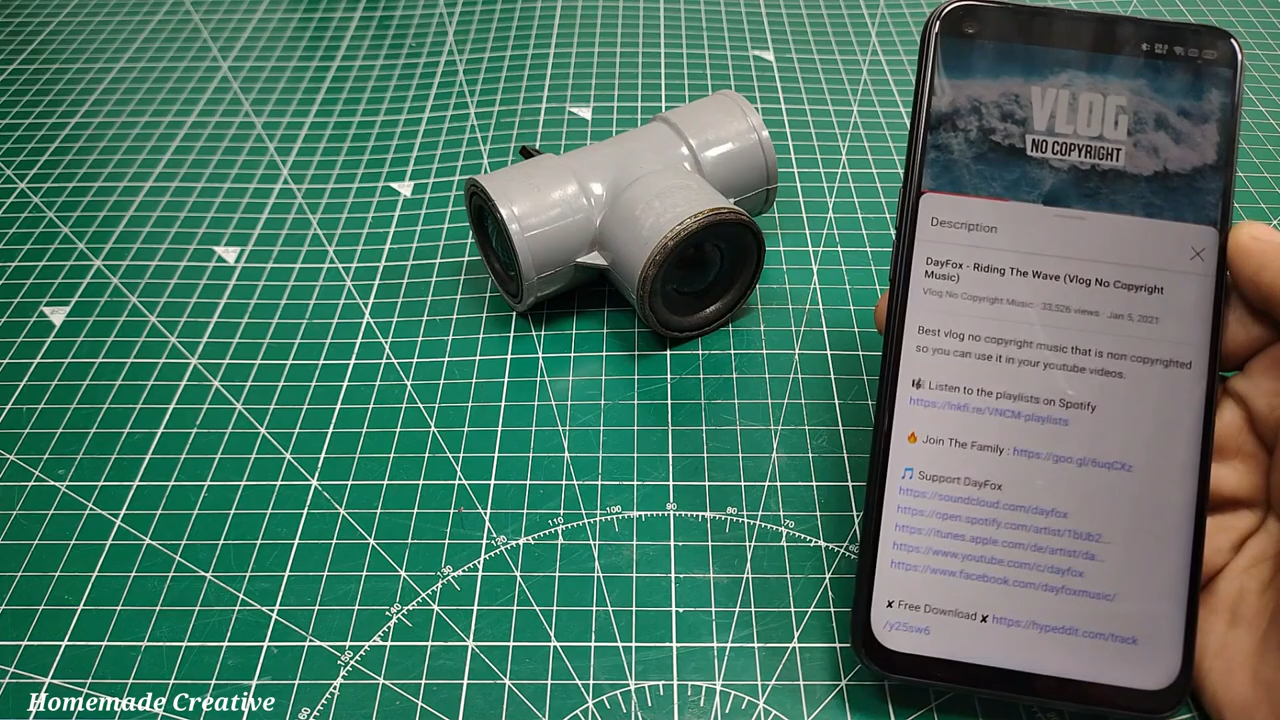 VLOG
NO COPYRIGHT
Description
DayFox - Riding The Wave (Vlog No Copyright
Music)
Vlog No Copyright Music · 33,526 views · Jan 5, 2021
Best vlog no copyright music that is non copyrighted
so you can use it in your youtube videos.
🎼 Listen to the playlists on Spotify
https://lnkfi.re/VNCM-playlists
🔥 Join The Family : https://goo.gl/6uqCXz
🎵 Support DayFox
https://soundcloud.com/dayfox
https://open.spotify.com/artist/1bUb2...
https://itunes.apple.com/de/artist/da...
https://www.youtube.com/c/dayfox
https://www.facebook.com/dayfoxmusic/
✘ Free Download ✘ https://hypeddit.com/track
/y25sw6
150
140
130
120
110
100
90
80
70
60
60
Homemade Creative